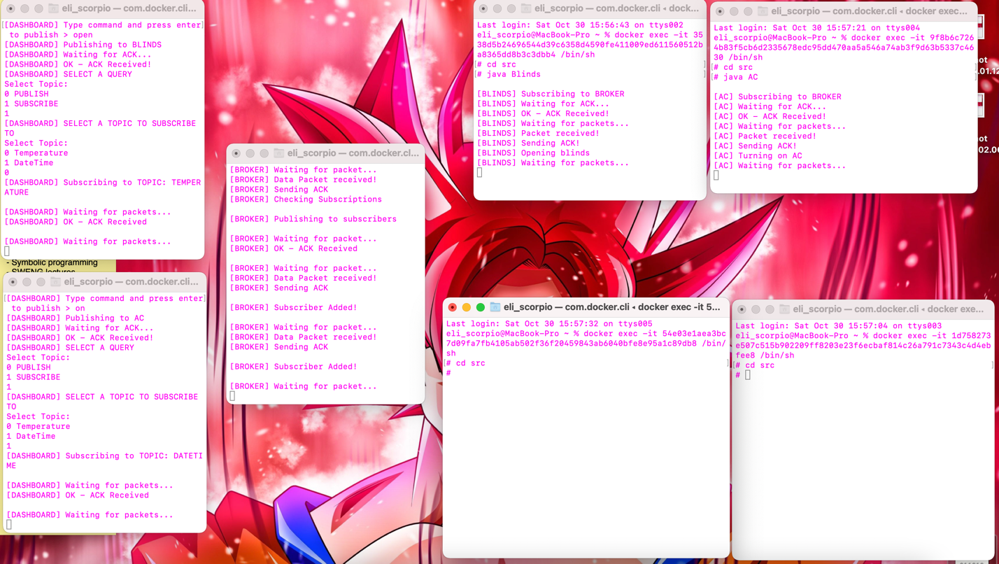 eli_scorpio — com.docker.cli ◂ docker exec...
[[DASHBOARD] Type command and press enter]
to publish > open
[DASHBOARD] Publishing to BLINDS
[DASHBOARD] Waiting for ACK...
[DASHBOARD] OK – ACK Received!
[DASHBOARD] SELECT A QUERY
Select Topic:
0 PUBLISH
1 SUBSCRIBE
1
[DASHBOARD] SELECT A TOPIC TO SUBSCRIBE
TO
Select Topic:
0 Temperature
1 DateTime
0
[DASHBOARD] Subscribing to TOPIC: TEMPER
ATURE
[DASHBOARD] Waiting for packets...
[DASHBOARD] OK – ACK Received
[DASHBOARD] Waiting for packets...
- Symbolic programming
- SWENG lectures
eli_scorpio — com.docker.cli...
[[DASHBOARD] Type command and press enter]
to publish > on
[DASHBOARD] Publishing to AC
[DASHBOARD] Waiting for ACK...
[DASHBOARD] OK – ACK Received!
[DASHBOARD] SELECT A QUERY
Select Topic:
0 PUBLISH
1 SUBSCRIBE
1
[DASHBOARD] SELECT A TOPIC TO SUBSCRIBE
TO
Select Topic:
0 Temperature
1 DateTime
1
[DASHBOARD] Subscribing to TOPIC: DATETI
ME
[DASHBOARD] Waiting for packets...
[DASHBOARD] OK – ACK Received
[DASHBOARD] Waiting for packets...
eli_scorpio — com.docker.cl...
[BROKER] Waiting for packet...
[BROKER] Data Packet received!
[BROKER] Sending ACK
[BROKER] Checking Subscriptions
[BROKER] Publishing to subscribers
[BROKER] Waiting for packet...
[BROKER] OK – ACK Received
[BROKER] Waiting for packet...
[BROKER] Data Packet received!
[BROKER] Sending ACK
[BROKER] Subscriber Added!
[BROKER] Waiting for packet...
[BROKER] Data Packet received!
[BROKER] Sending ACK
[BROKER] Subscriber Added!
[BROKER] Waiting for packet...
eli_scorpio — com.docker.cli ◂ dock...
Last login: Sat Oct 30 15:56:43 on ttys002
eli_scorpio@MacBook-Pro ~ % docker exec -it 35
38d5b24696544d39c6358d4590fe411009ed611560512b
a8365dd8b3c3dbb4 /bin/sh
[# cd src ]
[# java Blinds ]
[BLINDS] Subscribing to BROKER
[BLINDS] Waiting for ACK...
[BLINDS] OK – ACK Received!
[BLINDS] Waiting for packets...
[BLINDS] Packet received!
[BLINDS] Sending ACK!
[BLINDS] Opening blinds
[BLINDS] Waiting for packets...
eli_scorpio — com.docker.cli ◂ docker exec...
Last login: Sat Oct 30 15:57:21 on ttys004
eli_scorpio@MacBook-Pro ~ % docker exec -it 9f8b6c726
4b83f5cb6d2335678edc95dd470aa5a546a74ab3f9d63b5337c46
30 /bin/sh
[# cd src ]
[# java AC ]
[AC] Subscribing to BROKER
[AC] Waiting for ACK...
[AC] OK – ACK Received!
[AC] Waiting for packets...
[AC] Packet received!
[AC] Sending ACK!
[AC] Turning on AC
[AC] Waiting for packets...
eli_scorpio — com.docker.cli ◂ docker exec -it 5...
Last login: Sat Oct 30 15:57:32 on ttys005
eli_scorpio@MacBook-Pro ~ % docker exec -it 54e03e1aea3bc
7d09fa7fb4105ab502f36f20459843ab6040bfe8e95a1c89db8 /bin/
sh
[# cd src ]
#
eli_scorpio — com.docker.cli ◂ docker exe...
Last login: Sat Oct 30 15:57:04 on ttys003
eli_scorpio@MacBook-Pro ~ % docker exec -it 1d758273
e507c515b902209ff8203e23f6ecbaf814c26a791c7343c4d4eb
fee8 /bin/sh
[# cd src ]
#